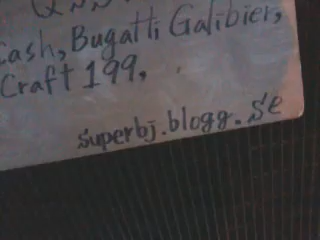 Cash, Bugatti Galibier,
Craft 199,
superbj.blogg.se